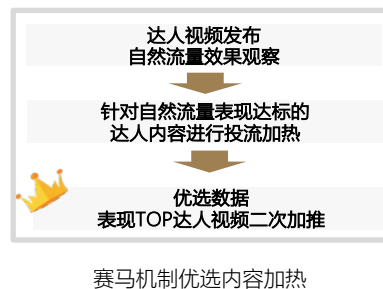 达人视频发布
自然流量效果观察
针对自然流量表现达标的
达人内容进行投流加热
优选数据
表现TOP达人视频二次加推
赛马机制优选内容加热